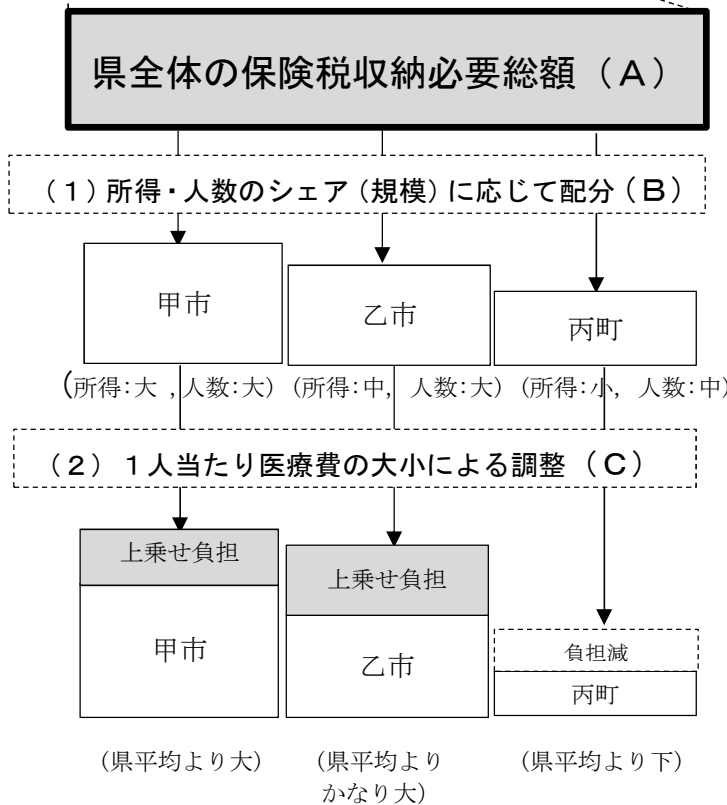 県全体の保険税収納必要総額(A)
(1)所得・人数のシェア(規模)に応じて配分(B)
甲市
乙市
丙町
(所得:大 ,人数:大)
(所得:中, 人数:大)
(所得:小, 人数:中)
(2) 1人当たり医療費の大小による調整(C)
上乗せ負担
甲市
上乗せ負担
乙市
負担減
丙町
(県平均より大)
(県平均より
かなり大)
(県平均より下)